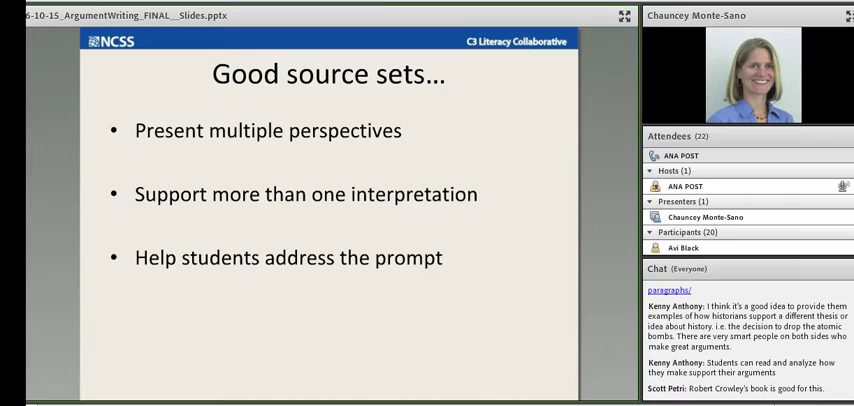 6-10-15_ArgumentWriting_FINAL__Slides.pptx
NCSS
C3 Literacy Collaborative
Good source sets...
• Present multiple perspectives
• Support more than one interpretation
• Help students address the prompt
Chauncey Monte-Sano
Attendees (22)
ANA POST
Hosts (1)
ANA POST
Presenters (1)
Chauncey Monte-Sano
Participants (20)
Avi Black
Chat (Everyone)
paragraphs/
Kenny Anthony: I think it's a good idea to provide them
examples of how historians support a different thesis or
idea about history. i.e. the decision to drop the atomic
bombs. There are very smart people on both sides who
make great arguments.
Kenny Anthony: Students can read and analyze how
they make support their arguments
Scott Petri: Robert Crowley's book is good for this.